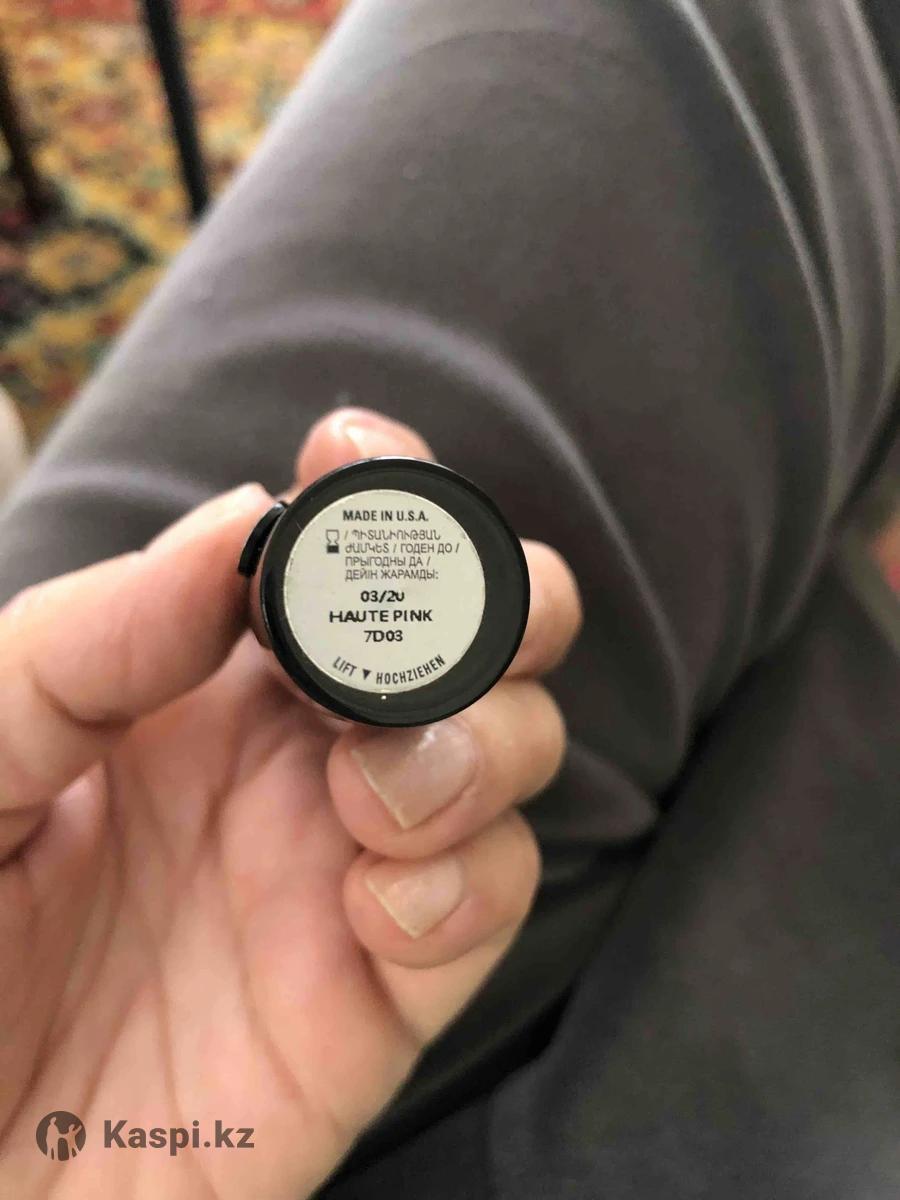 MADE IN U.S.A.
/ ՊԻՏԱՆԻՈՒԹՅԱՆ
ԺԱՄԿԵՏ / ГОДЕН ДО /
ПРЫГОДНЫ ДА /
ДЕЙІН ЖАРАМДЫ:
03/20
HAUTE PINK
7D03
LIFT ▼ HOCHZIEHEN
Kaspi.kz